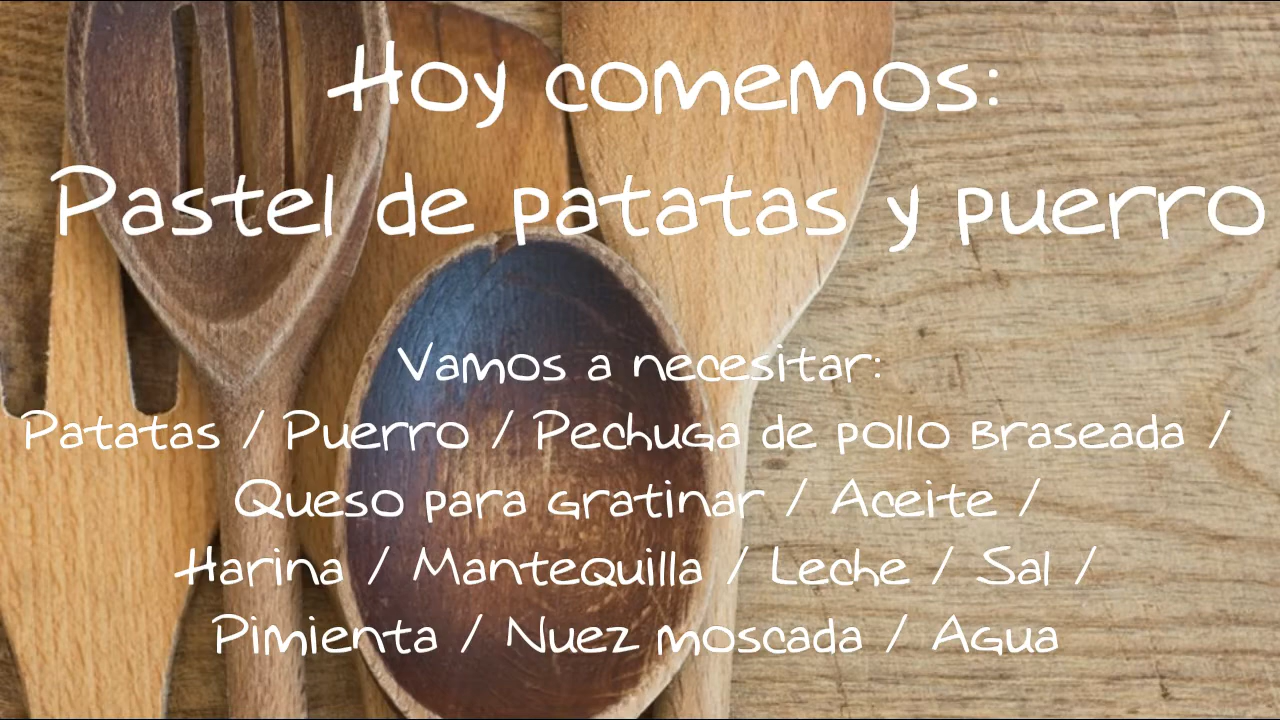 Hoy comemos:
Pastel de patatas y puerro
Vamos a necesitar:
Patatas / Puerro / Pechuga de pollo Braseada /
Queso para Gratinar / Aceite /
Harina / Mantequilla / Leche / Sal /
Pimienta / Nuez moscada / Agua